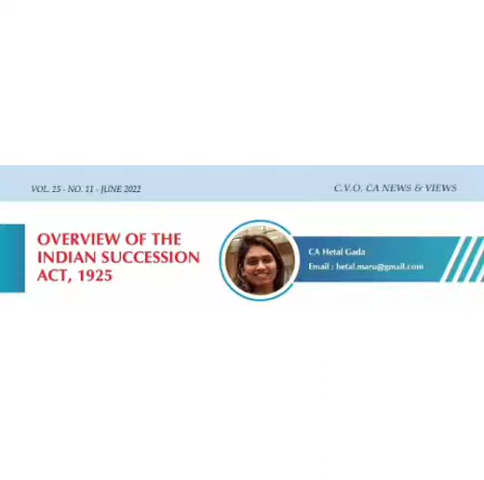 VOL. 25 - NO. 11 - JUNE 2022
C.V.O. CA NEWS & VIEWS
OVERVIEW OF THE
INDIAN SUCCESSION
ACT, 1925
CA Hetal Gada
Email : hetal.maru@gmail.com